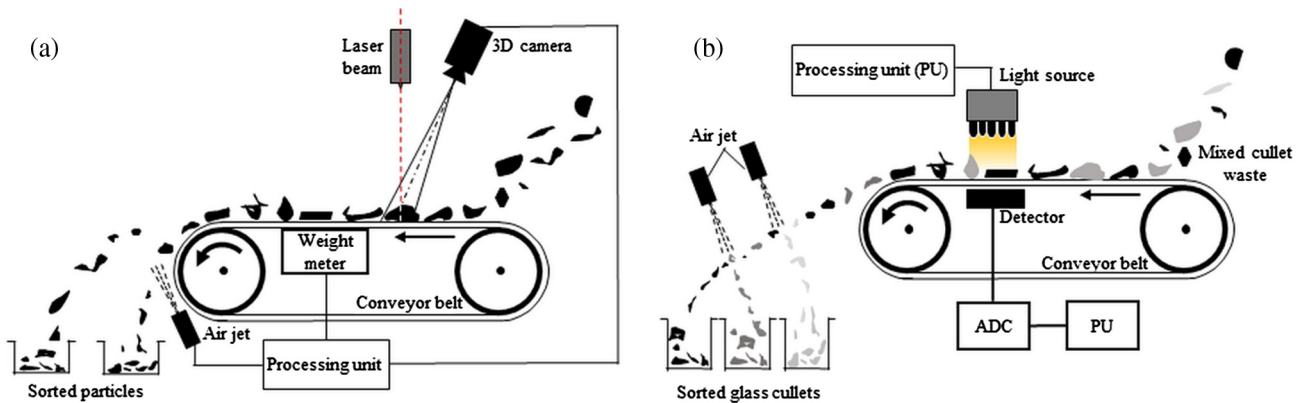 (a)
Laser
beam
3D camera
Weight
meter
Conveyor belt
Air jet
Processing unit
Sorted particles
(b)
Processing unit (PU)
Light source
Air jet
Mixed cullet
waste
Detector
Conveyor belt
ADC
PU
Sorted glass cullets